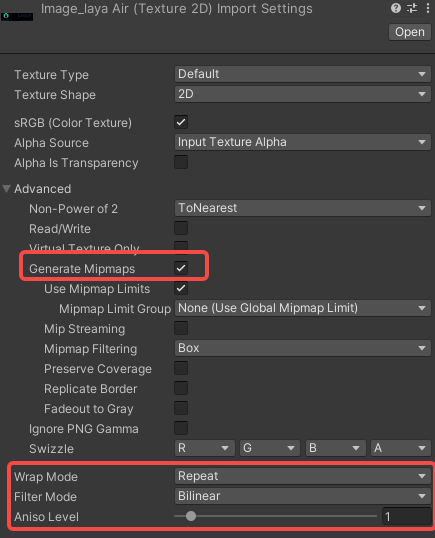 Image_laya Air (Texture 2D) Import Settings
Open
Texture Type Default
Texture Shape 2D
sRGB (Color Texture)
Alpha Source Input Texture Alpha
Alpha Is Transparency
Advanced
Non-Power of 2 ToNearest
Read/Write
Virtual Texture Only
Generate Mipmaps
Use Mipmap Limits
Mipmap Limit Group None (Use Global Mipmap Limit)
Mip Streaming
Mipmap Filtering Box
Preserve Coverage
Replicate Border
Fadeout to Gray
Ignore PNG Gamma
Swizzle R G B A
Wrap Mode Repeat
Filter Mode Bilinear
Aniso Level 1